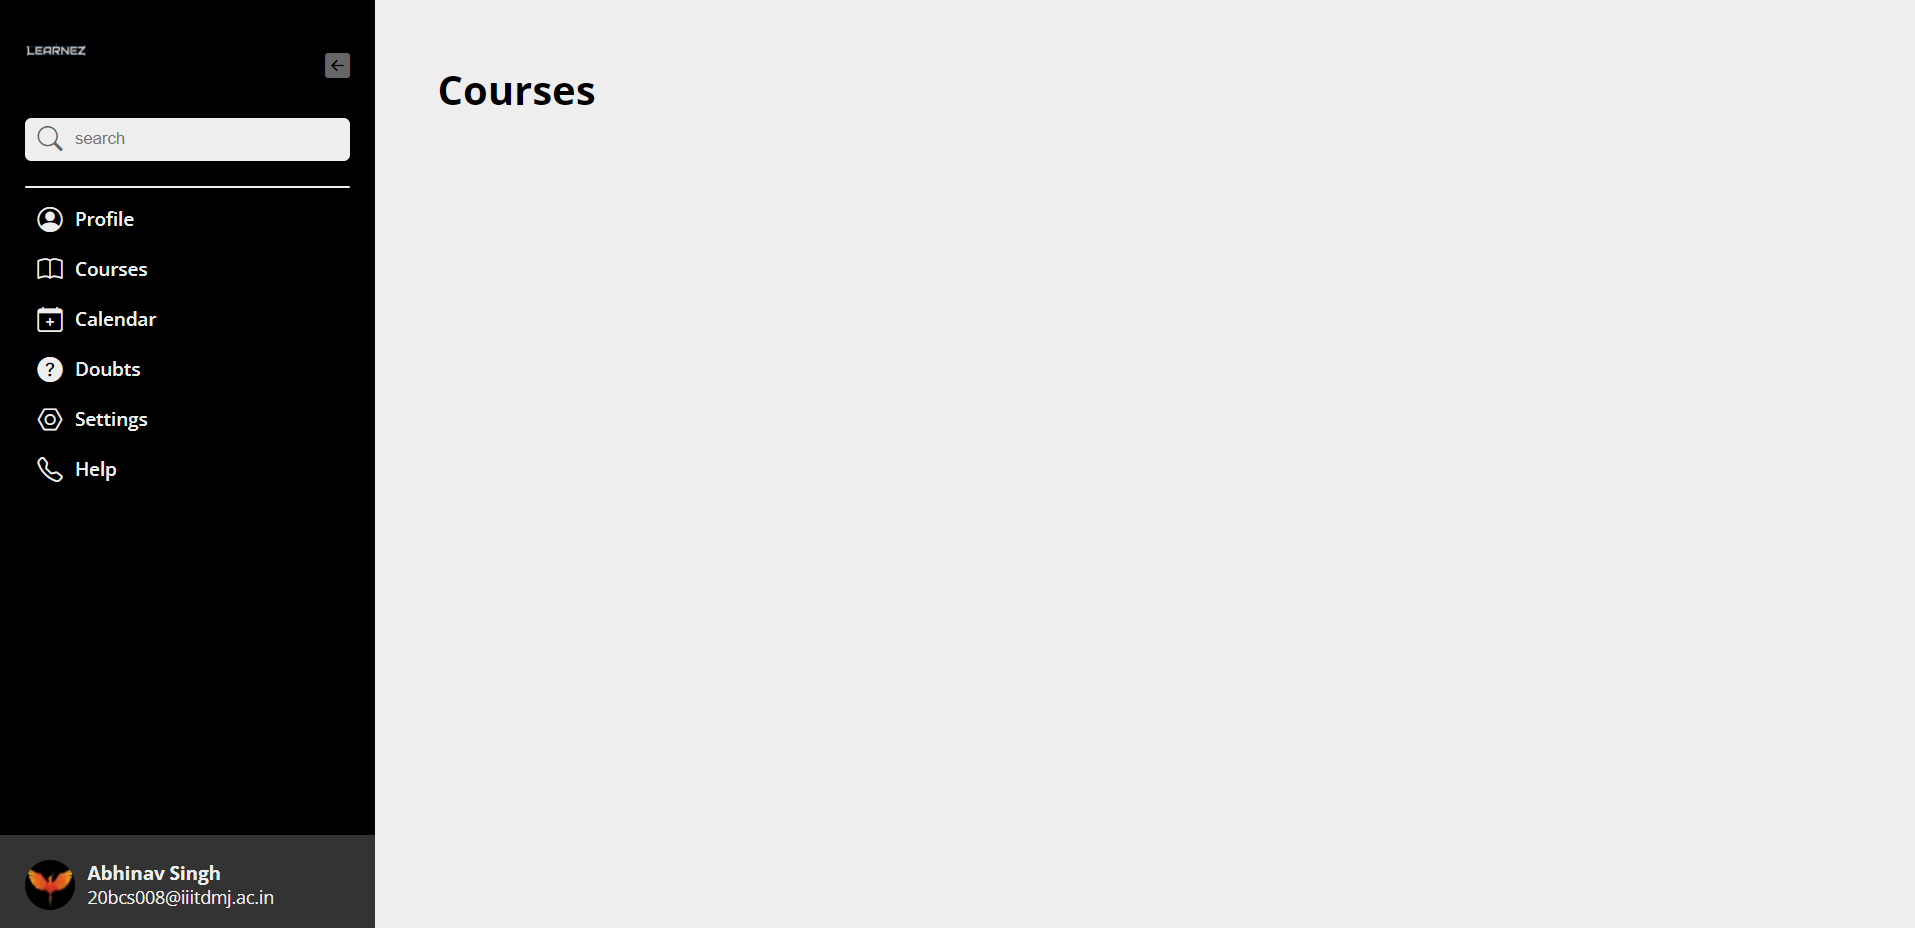 LEARNEZ
search
Profile
Courses
Calendar
Doubts
Settings
Help
Abhinav Singh
20bcs008@iiitdmj.ac.in
Courses